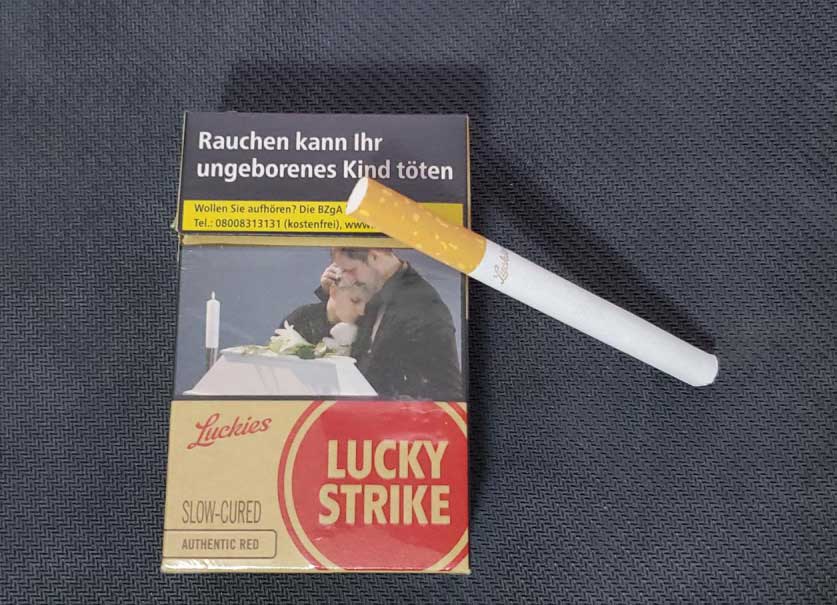 Rauchen kann Ihr
ungeborenes Kind töten
Wollen Sie aufhören? Die BZgA
Tel.: 08008313131 (kostenfrei), www.
Luckies
Luckies
LUCKY
STRIKE
SLOW-CURED
AUTHENTIC RED